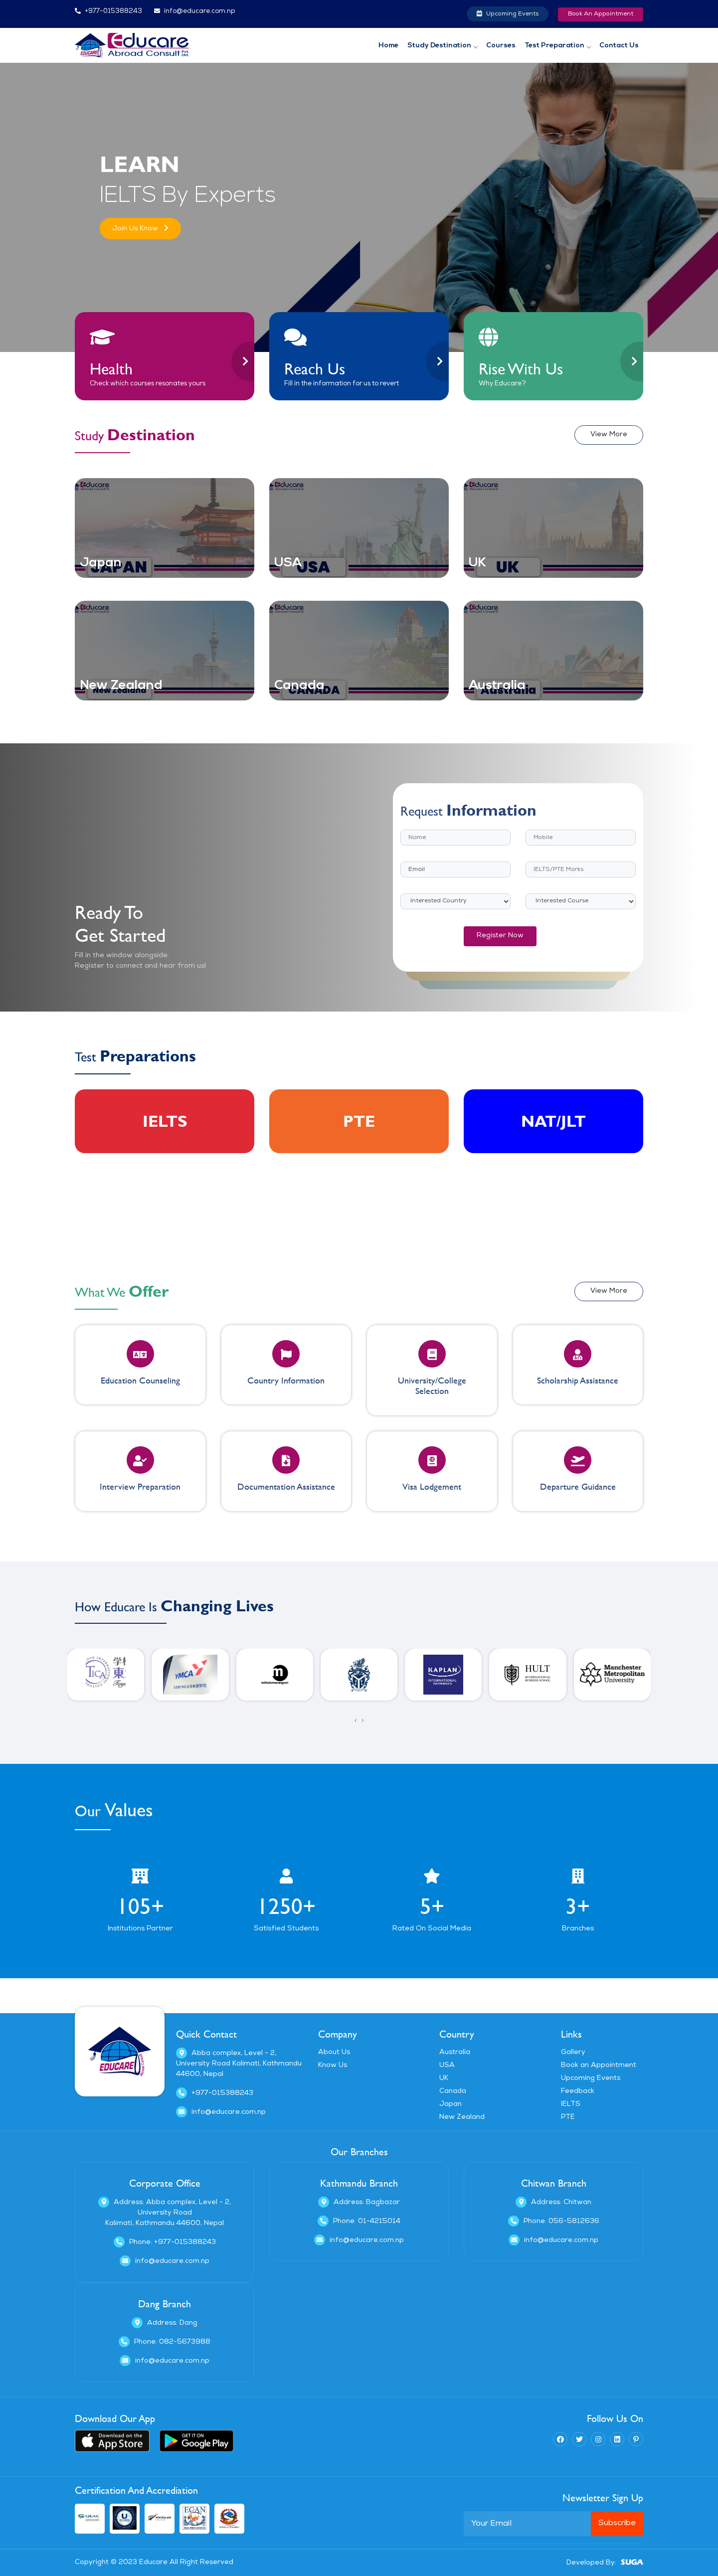 +977-015388243 info@educare.com.np Upcoming Events Book An Appointment
Educare
Abroad Consult
Home Study Destination Courses Test Preparation Contact Us
LEARN
IELTS By Experts
Join Us Know
Health
Check which courses resonates yours
Reach Us
Fill in the information for us to revert
Rise With Us
Why Educare?
Study Destination
View More
Educare
JAPAN
Japan
Educare
USA
USA
Educare
UK
UK
Educare
New Zealand
New Zealand
Educare
CANADA
Canada
Educare
Australia
Australia
Ready To
Get Started
Fill in the window alongside.
Register to connect and hear from us!
Request Information
Name Mobile
Email IELTS/PTE Marks
Interested Country Interested Course
Register Now
Test Preparations
IELTS PTE NAT/JLT
What We Offer
View More
Education Counseling
Country Information
University/College
Selection
Scholarship Assistance
Interview Preparation
Documentation Assistance
Visa Lodgement
Departure Guidance
How Educare Is Changing Lives
TICA
YMCA
KAPLAN
INTERNATIONAL
PATHWAYS
HULT
INTERNATIONAL
BUSINESS SCHOOL
Manchester
Metropolitan
University
‹ ›
Our Values
105+
Institutions Partner
1250+
Satisfied Students
5+
Rated On Social Media
3+
Branches
EDUCARE
Quick Contact
Abba complex, Level - 2,
University Road Kalimati, Kathmandu
44600, Nepal
+977-015388243
info@educare.com.np
Company
About Us
Know Us
Country
Australia
USA
UK
Canada
Japan
New Zealand
Links
Gallery
Book an Appointment
Upcoming Events
Feedback
IELTS
PTE
Our Branches
Corporate Office
Address: Abba complex, Level - 2,
University Road
Kalimati, Kathmandu 44600, Nepal
Phone: +977-015388243
info@educare.com.np
Kathmandu Branch
Address: Bagbazar
Phone: 01-4215014
info@educare.com.np
Chitwan Branch
Address: Chitwan
Phone: 056-5812636
info@educare.com.np
Dang Branch
Address: Dang
Phone: 082-5673988
info@educare.com.np
Download Our App
Download on the
App Store
GET IT ON
Google Play
Follow Us On
Certification And Accrediation
ECAN
Newsletter Sign Up
Your Email Subscribe
Copyright © 2023 Educare All Right Reserved
Developed By: SUGA